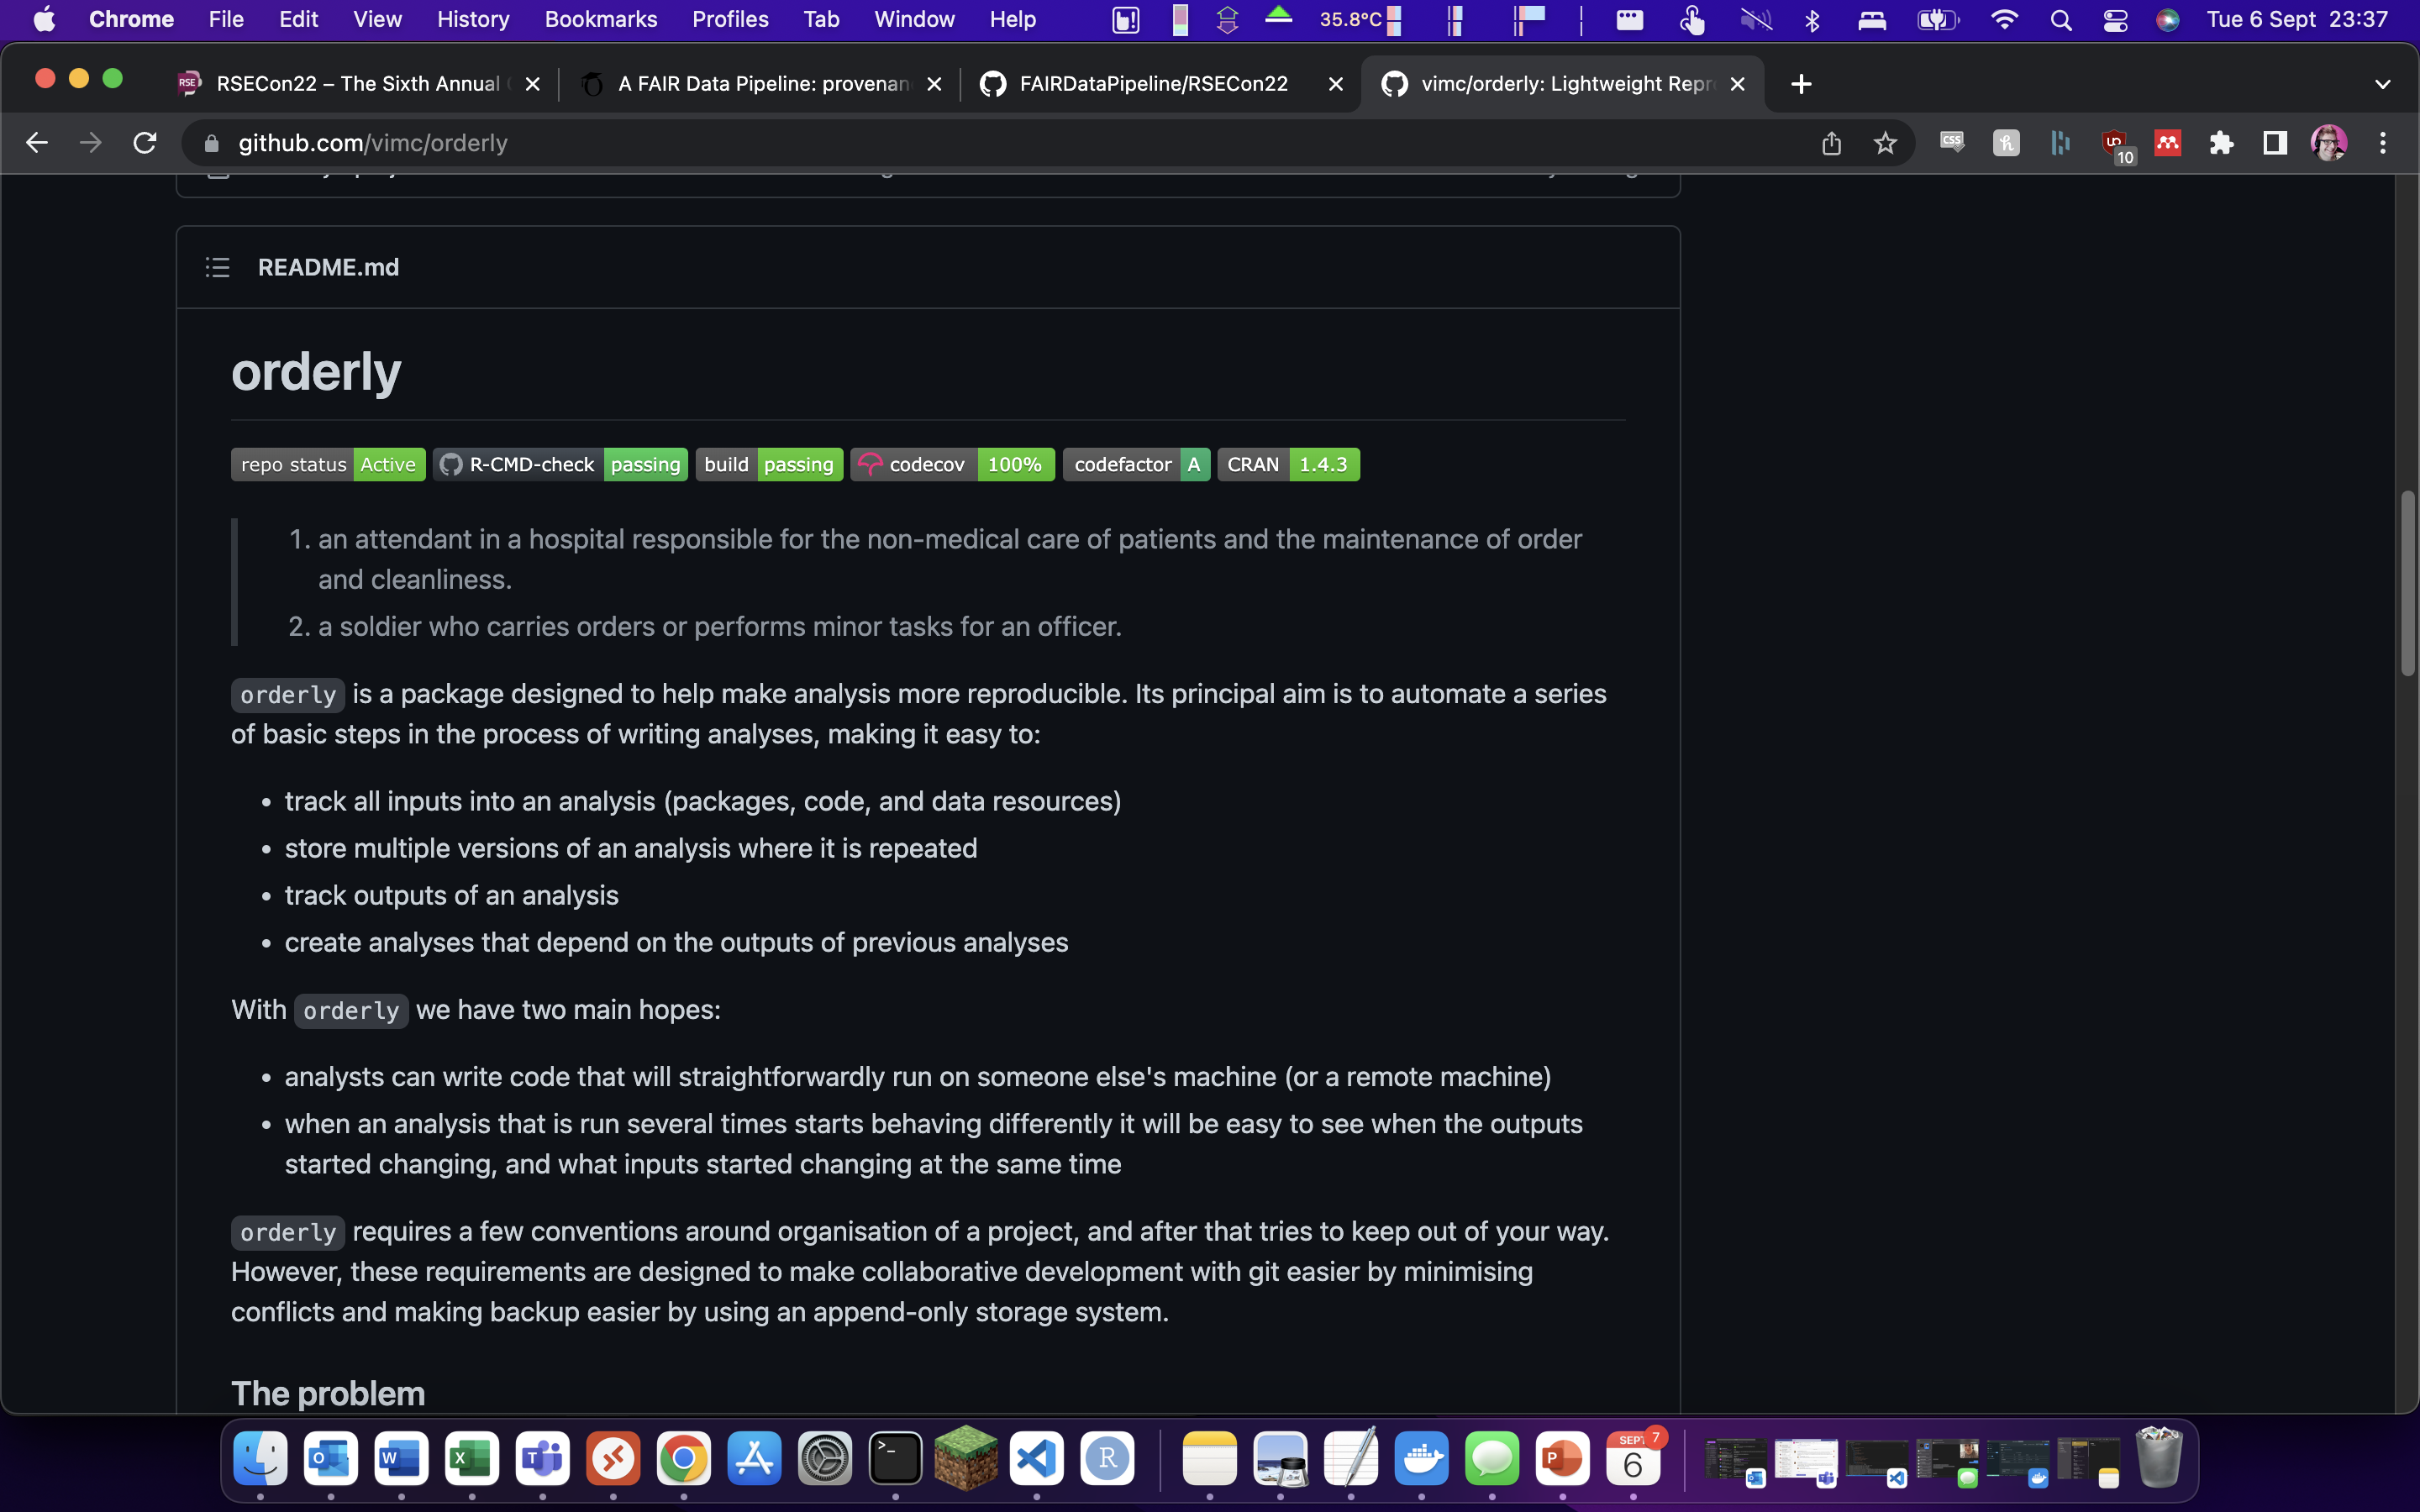 Chrome File Edit View History Bookmarks Profiles Tab Window Help 35.8°C Tue 6 Sept 23:37
RSE RSECon22 – The Sixth Annual A FAIR Data Pipeline: provenan FAIRDataPipeline/RSECon22 vimc/orderly: Lightweight Repr
github.com/vimc/orderly CSS 10
README.md
orderly
repo status Active R-CMD-check passing build passing codecov 100% codefactor A CRAN 1.4.3
1. an attendant in a hospital responsible for the non-medical care of patients and the maintenance of order
and cleanliness.
2. a soldier who carries orders or performs minor tasks for an officer.
orderly is a package designed to help make analysis more reproducible. Its principal aim is to automate a series
of basic steps in the process of writing analyses, making it easy to:
• track all inputs into an analysis (packages, code, and data resources)
• store multiple versions of an analysis where it is repeated
• track outputs of an analysis
• create analyses that depend on the outputs of previous analyses
With orderly we have two main hopes:
• analysts can write code that will straightforwardly run on someone else's machine (or a remote machine)
• when an analysis that is run several times starts behaving differently it will be easy to see when the outputs
started changing, and what inputs started changing at the same time
orderly requires a few conventions around organisation of a project, and after that tries to keep out of your way.
However, these requirements are designed to make collaborative development with git easier by minimising
conflicts and making backup easier by using an append-only storage system.
The problem
SEPT 7
O W X T >_ R P 6